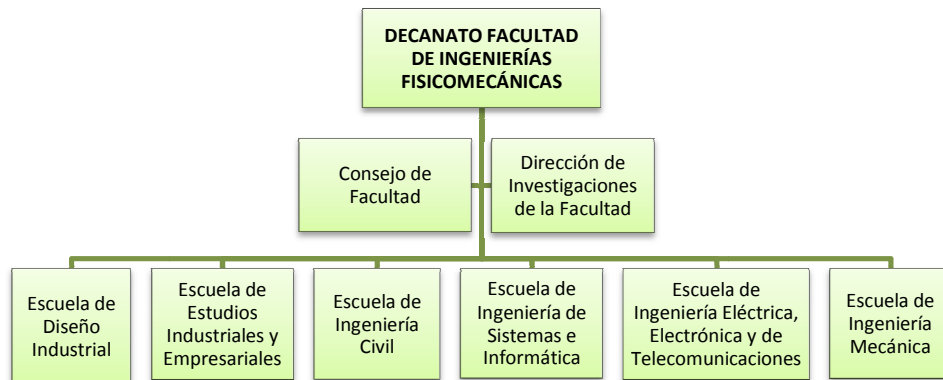 DECANATO FACULTAD
DE INGENIERÍAS
FISICOMECÁNICAS
Consejo de
Facultad
Dirección de
Investigaciones
de la Facultad
Escuela de
Diseño
Industrial
Escuela de
Estudios
Industriales y
Empresariales
Escuela de
Ingeniería
Civil
Escuela de
Ingeniería de
Sistemas e
Informática
Escuela de
Ingeniería Eléctrica,
Electrónica y de
Telecomunicaciones
Escuela de
Ingeniería
Mecánica